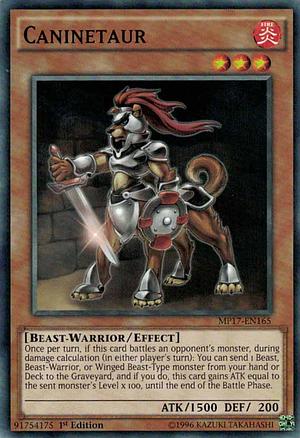 CANINETAUR
FIRE
炎
MP17-EN165
[BEAST-WARRIOR/EFFECT]
Once per turn, if this card battles an opponent's monster, during
damage calculation (in either player's turn): You can send 1 Beast,
Beast-Warrior, or Winged Beast-Type monster from your hand or
Deck to the Graveyard, and if you do, this card gains ATK equal to
the sent monster's Level x 100, until the end of the Battle Phase.
ATK/1500 DEF/ 200
91754175 1st Edition ©1996 KAZUKI TAKAHASHI